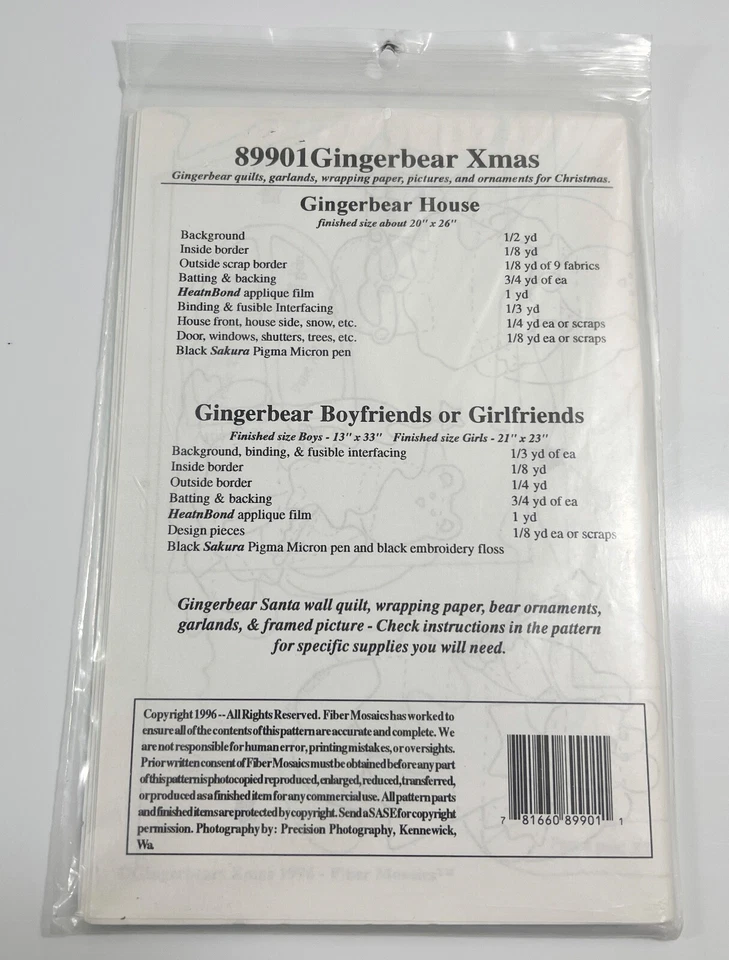 89901Gingerbear Xmas
Gingerbear quilts, garlands, wrapping paper, pictures, and ornaments for Christmas.
Gingerbear House
finished size about 20" x 26"
Background 1/2 yd
Inside border 1/8 yd
Outside scrap border 1/8 yd of 9 fabrics
Batting & backing 3/4 yd of ea
HeatnBond applique film 1 yd
Binding & fusible Interfacing 1/3 yd
House front, house side, snow, etc. 1/4 yd ea or scraps
Door, windows, shutters, trees, etc. 1/8 yd ea or scraps
Black Sakura Pigma Micron pen
Gingerbear Boyfriends or Girlfriends
Finished size Boys - 13" x 33" Finished size Girls - 21" x 23"
Background, binding, & fusible interfacing 1/3 yd of ea
Inside border 1/8 yd
Outside border 1/4 yd
Batting & backing 3/4 yd of ea
HeatnBond applique film 1 yd
Design pieces 1/8 yd ea or scraps
Black Sakura Pigma Micron pen and black embroidery floss
Gingerbear Santa wall quilt, wrapping paper, bear ornaments,
garlands, & framed picture - Check instructions in the pattern
for specific supplies you will need.
Copyright 1996 -- All Rights Reserved. Fiber Mosaics has worked to
ensure all of the contents of this pattern are accurate and complete. We
are not responsible for human error, printing mistakes, or oversights.
Prior written consent of Fiber Mosaics must be obtained before any part
of this pattern is photocopied reproduced, enlarged, reduced, transferred,
or produced as a finished item for any commercial use. All pattern parts
and finished items are protected by copyright. Send a SASE for copyright
permission. Photography by: Precision Photography, Kennewick,
Wa.
7 81660 89901 1